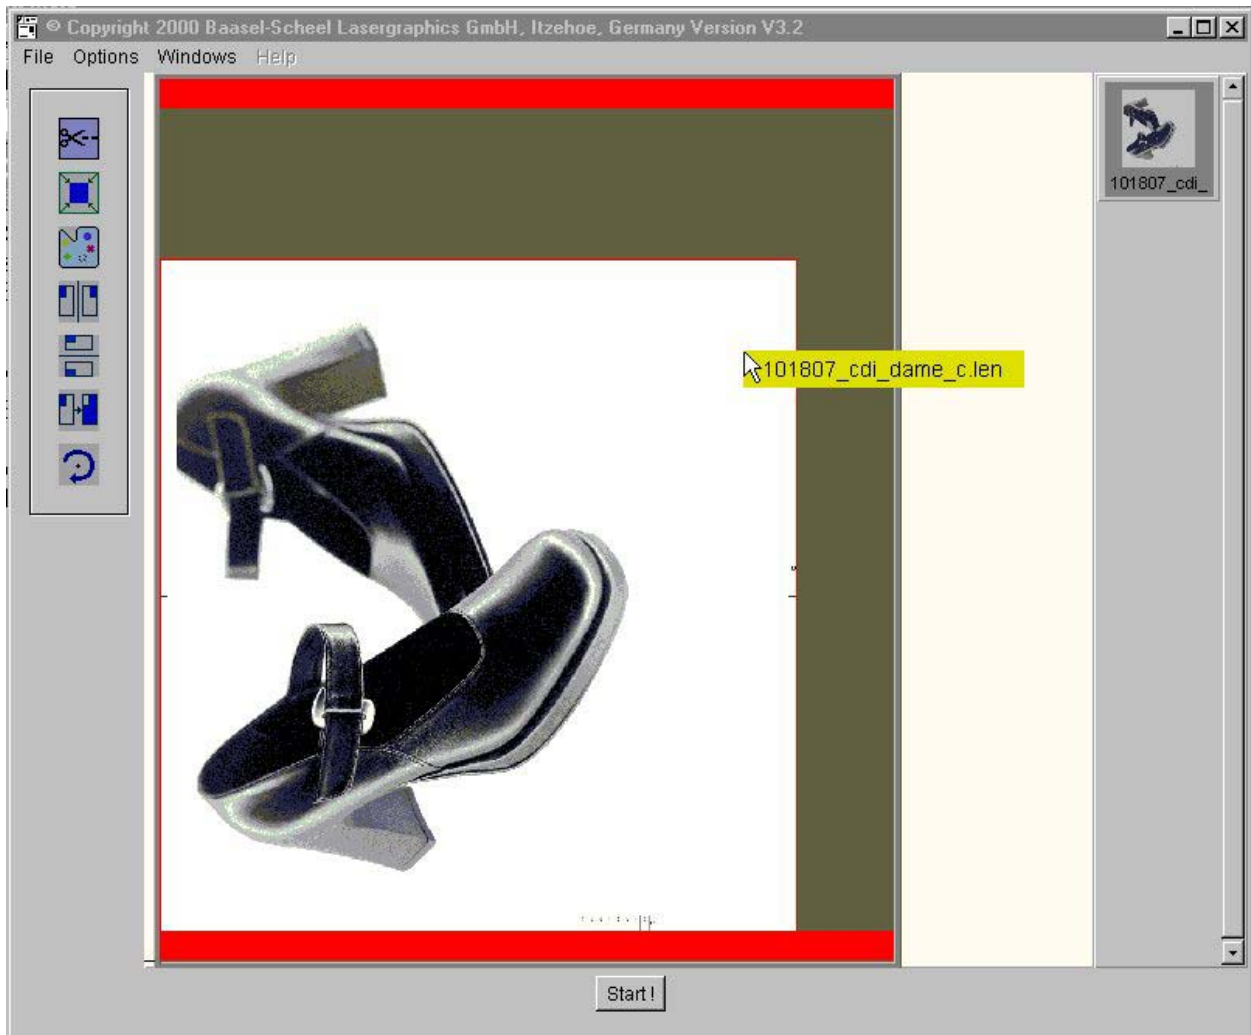 © Copyright 2000 Baasel-Scheel Lasergraphics GmbH, Itzehoe, Germany Version V3.2
File Options Windows Help
101807_cdi_
101807_cdi_dame_c.len
Start!